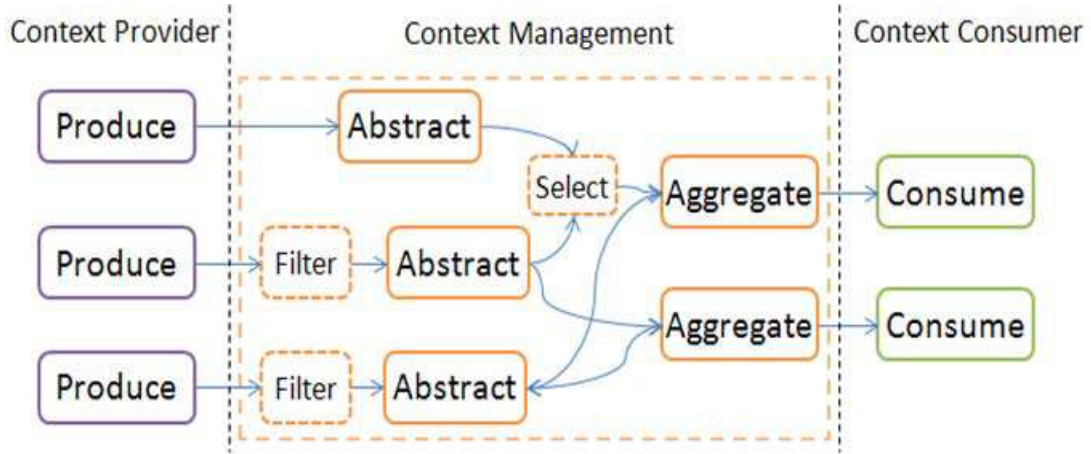 Context Provider
Context Management
Context Consumer
Produce
Abstract
Select
Aggregate
Consume
Produce
Filter
Abstract
Aggregate
Consume
Produce
Filter
Abstract